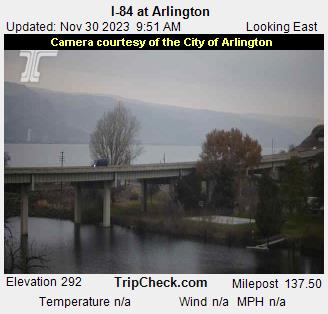 I-84 at Arlington
Updated: Nov 30 2023 9:51 AM Looking East
Camera courtesy of the City of Arlington
Elevation 292 TripCheck.com Milepost 137.50
Temperature n/a Wind n/a MPH n/a